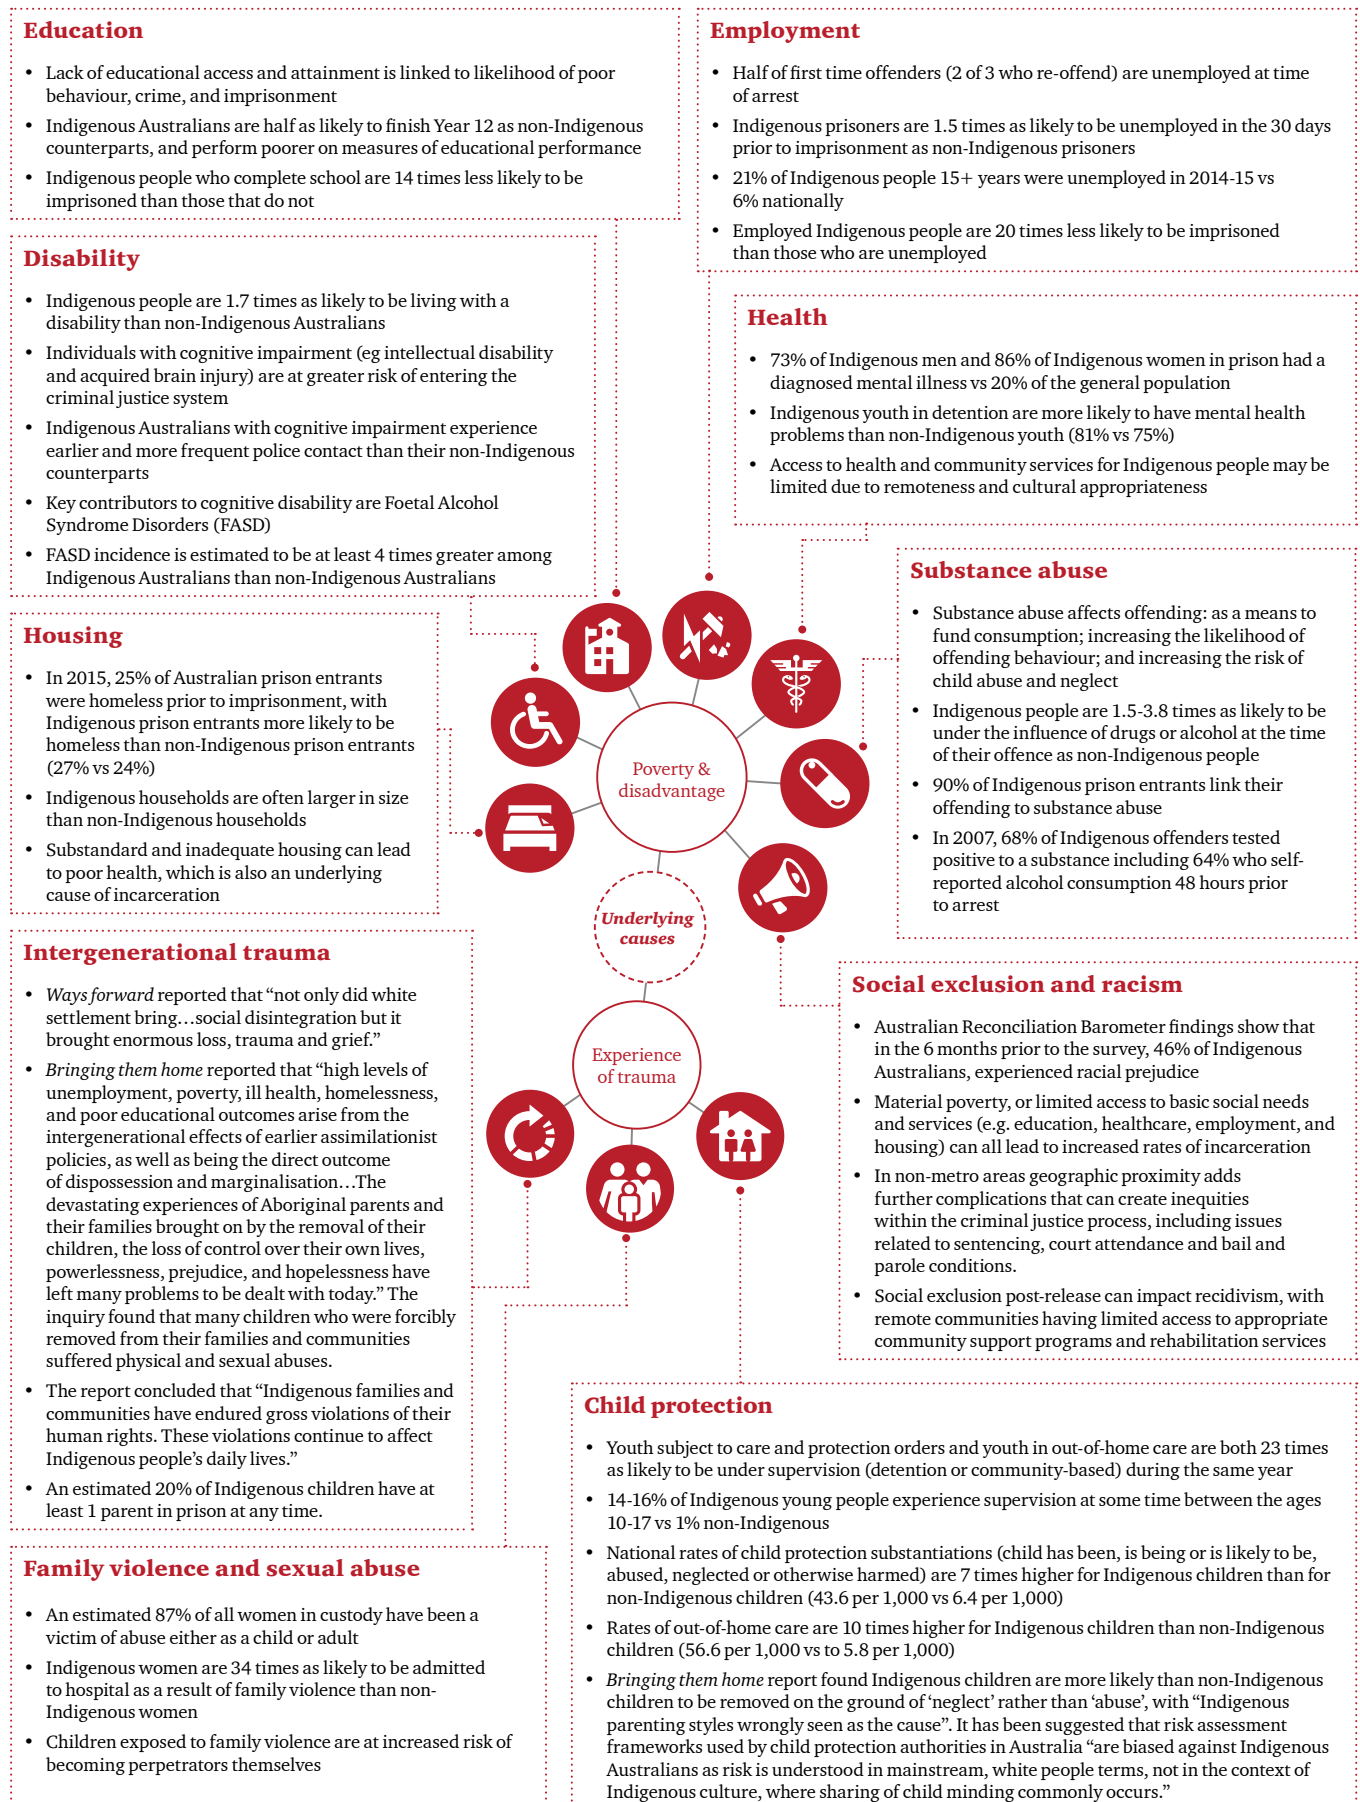 Education
• Lack of educational access and attainment is linked to likelihood of poor
behaviour, crime, and imprisonment
• Indigenous Australians are half as likely to finish Year 12 as non-Indigenous
counterparts, and perform poorer on measures of educational performance
• Indigenous people who complete school are 14 times less likely to be
imprisoned than those that do not
Employment
• Half of first time offenders (2 of 3 who re-offend) are unemployed at time
of arrest
• Indigenous prisoners are 1.5 times as likely to be unemployed in the 30 days
prior to imprisonment as non-Indigenous prisoners
• 21% of Indigenous people 15+ years were unemployed in 2014-15 vs
6% nationally
• Employed Indigenous people are 20 times less likely to be imprisoned
than those who are unemployed
Disability
• Indigenous people are 1.7 times as likely to be living with a
disability than non-Indigenous Australians
• Individuals with cognitive impairment (eg intellectual disability
and acquired brain injury) are at greater risk of entering the
criminal justice system
• Indigenous Australians with cognitive impairment experience
earlier and more frequent police contact than their non-Indigenous
counterparts
• Key contributors to cognitive disability are Foetal Alcohol
Syndrome Disorders (FASD)
• FASD incidence is estimated to be at least 4 times greater among
Indigenous Australians than non-Indigenous Australians
Health
• 73% of Indigenous men and 86% of Indigenous women in prison had a
diagnosed mental illness vs 20% of the general population
• Indigenous youth in detention are more likely to have mental health
problems than non-Indigenous youth (81% vs 75%)
• Access to health and community services for Indigenous people may be
limited due to remoteness and cultural appropriateness
Substance abuse
• Substance abuse affects offending: as a means to
fund consumption; increasing the likelihood of
offending behaviour; and increasing the risk of
child abuse and neglect
• Indigenous people are 1.5-3.8 times as likely to be
under the influence of drugs or alcohol at the time
of their offence as non-Indigenous people
• 90% of Indigenous prison entrants link their
offending to substance abuse
• In 2007, 68% of Indigenous offenders tested
positive to a substance including 64% who self-
reported alcohol consumption 48 hours prior
to arrest
Housing
• In 2015, 25% of Australian prison entrants
were homeless prior to imprisonment, with
Indigenous prison entrants more likely to be
homeless than non-Indigenous prison entrants
(27% vs 24%)
• Indigenous households are often larger in size
than non-Indigenous households
• Substandard and inadequate housing can lead
to poor health, which is also an underlying
cause of incarceration
Poverty &
disadvantage
Underlying
causes
Experience
of trauma
Intergenerational trauma
• Ways forward reported that “not only did white
settlement bring…social disintegration but it
brought enormous loss, trauma and grief.”
• Bringing them home reported that “high levels of
unemployment, poverty, ill health, homelessness,
and poor educational outcomes arise from the
intergenerational effects of earlier assimilationist
policies, as well as being the direct outcome
of dispossession and marginalisation…The
devastating experiences of Aboriginal parents and
their families brought on by the removal of their
children, the loss of control over their own lives,
powerlessness, prejudice, and hopelessness have
left many problems to be dealt with today.” The
inquiry found that many children who were forcibly
removed from their families and communities
suffered physical and sexual abuses.
• The report concluded that “Indigenous families and
communities have endured gross violations of their
human rights. These violations continue to affect
Indigenous people’s daily lives.”
• An estimated 20% of Indigenous children have at
least 1 parent in prison at any time.
Social exclusion and racism
• Australian Reconciliation Barometer findings show that
in the 6 months prior to the survey, 46% of Indigenous
Australians, experienced racial prejudice
• Material poverty, or limited access to basic social needs
and services (e.g. education, healthcare, employment, and
housing) can all lead to increased rates of incarceration
• In non-metro areas geographic proximity adds
further complications that can create inequities
within the criminal justice process, including issues
related to sentencing, court attendance and bail and
parole conditions.
• Social exclusion post-release can impact recidivism, with
remote communities having limited access to appropriate
community support programs and rehabilitation services
Family violence and sexual abuse
• An estimated 87% of all women in custody have been a
victim of abuse either as a child or adult
• Indigenous women are 34 times as likely to be admitted
to hospital as a result of family violence than non-
Indigenous women
• Children exposed to family violence are at increased risk of
becoming perpetrators themselves
Child protection
• Youth subject to care and protection orders and youth in out-of-home care are both 23 times
as likely to be under supervision (detention or community-based) during the same year
• 14-16% of Indigenous young people experience supervision at some time between the ages
10-17 vs 1% non-Indigenous
• National rates of child protection substantiations (child has been, is being or is likely to be,
abused, neglected or otherwise harmed) are 7 times higher for Indigenous children than for
non-Indigenous children (43.6 per 1,000 vs 6.4 per 1,000)
• Rates of out-of-home care are 10 times higher for Indigenous children than non-Indigenous
children (56.6 per 1,000 vs to 5.8 per 1,000)
• Bringing them home report found Indigenous children are more likely than non-Indigenous
children to be removed on the ground of ‘neglect’ rather than ‘abuse’, with “Indigenous
parenting styles wrongly seen as the cause”. It has been suggested that risk assessment
frameworks used by child protection authorities in Australia “are biased against Indigenous
Australians as risk is understood in mainstream, white people terms, not in the context of
Indigenous culture, where sharing of child minding commonly occurs.”